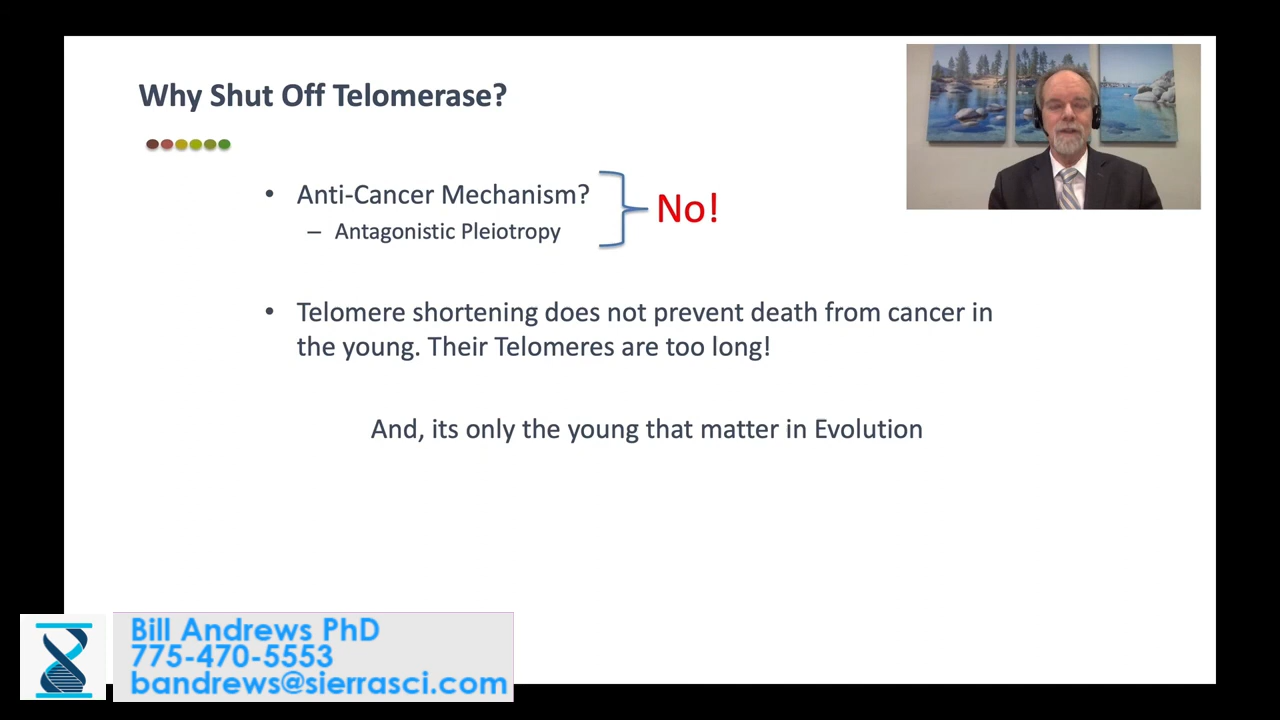 Why Shut Off Telomerase?
• Anti-Cancer Mechanism?
– Antagonistic Pleiotropy
No!
• Telomere shortening does not prevent death from cancer in
the young. Their Telomeres are too long!
And, its only the young that matter in Evolution
Bill Andrews PhD
775-470-5553
bandrews@sierrasci.com